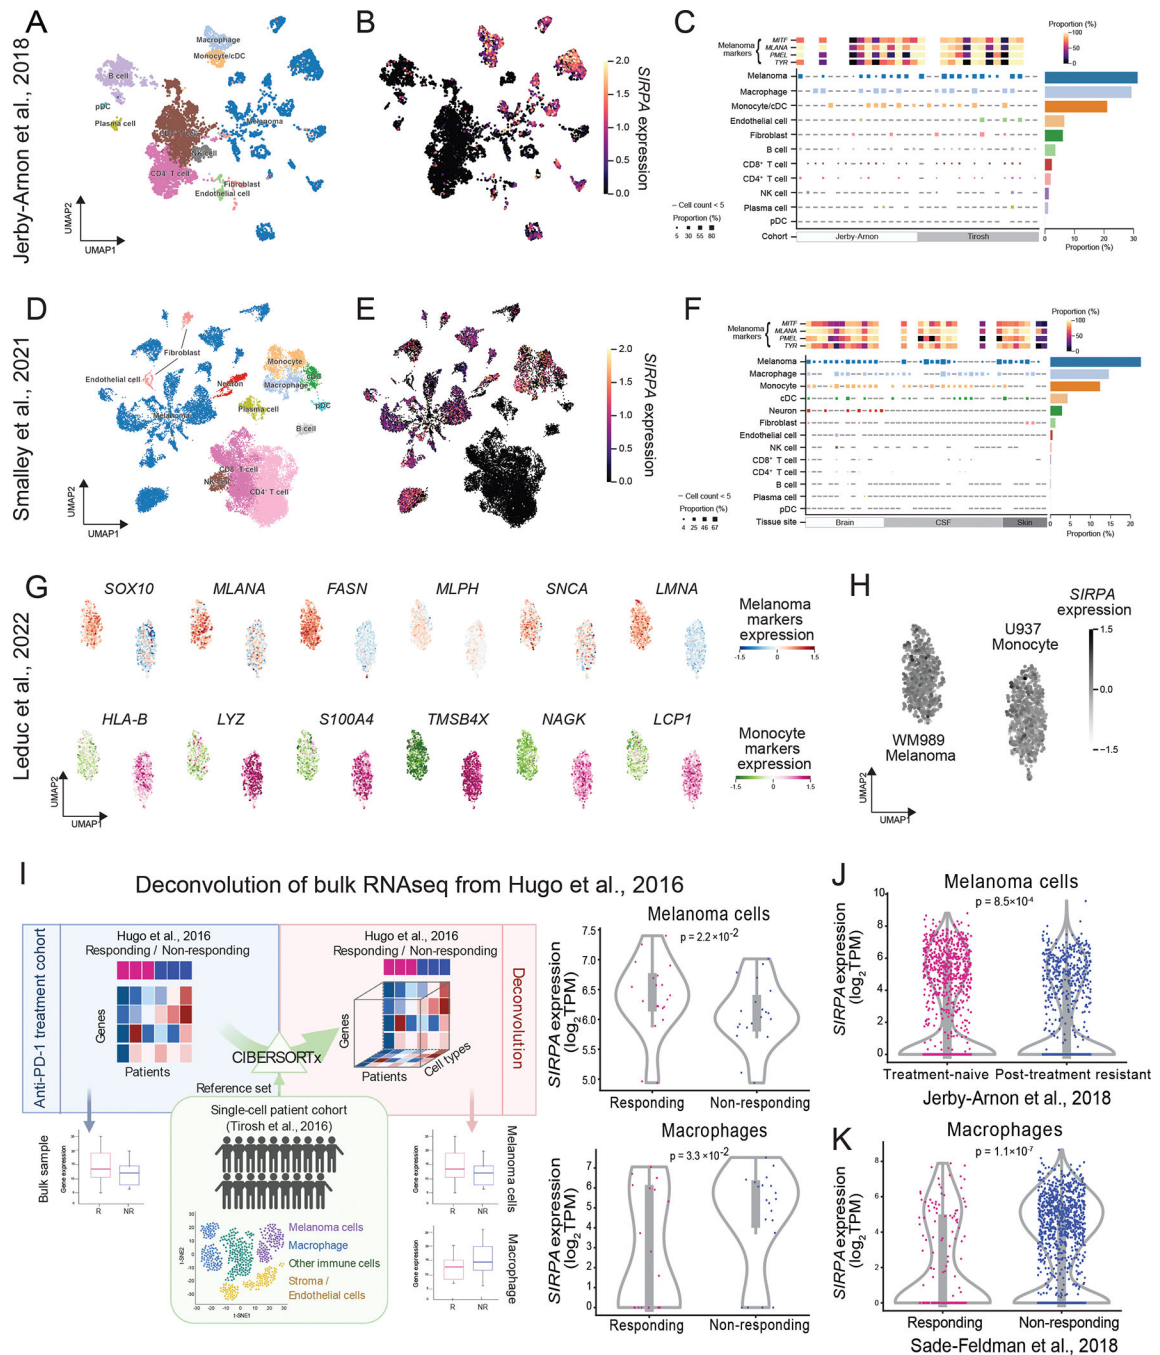 Jerby-Arnon et al., 2018
A
Macrophage
Monocyte/cDC
B cell
pDC
Plasma cell
Melanoma
NK cell
CD4⁺ T cell
Fibroblast
Endothelial cell
UMAP2
UMAP1
B
2.0
1.5
1.0
0.5
0.0
SIRPA expression
C
Melanoma markers
MITF
MLANA
PMEL
TYR
Proportion (%)
100
0
Melanoma
Macrophage
Monocyte/cDC
Endothelial cell
Fibroblast
B cell
CD8⁺ T cell
CD4⁺ T cell
NK cell
Plasma cell
pDC
– Cell count < 5
Proportion (%)
5 30 55 80
Cohort
Jerby-Arnon
Tirosh
0 10 20 30
Proportion (%)
Smalley et al., 2021
D
Fibroblast
Endothelial cell
Neuron
Monocyte
Macrophage
pDC
Plasma cell
Melanoma
B cell
CD8⁺ T cell
CD4⁺ T cell
UMAP2
UMAP1
E
2.0
1.5
1.0
0.5
0.0
SIRPA expression
F
Melanoma markers
MITF
MLANA
PMEL
TYR
Proportion (%)
100
0
Melanoma
Macrophage
Monocyte
cDC
Neuron
Fibroblast
Endothelial cell
NK cell
CD8⁺ T cell
CD4⁺ T cell
B cell
Plasma cell
pDC
– Cell count < 5
Proportion (%)
4 25 46 67
Tissue site
Brain
CSF
Skin
0 5 10 15 20
Proportion (%)
Leduc et al., 2022
G
SOX10 MLANA FASN MLPH SNCA LMNA
Melanoma markers expression
-1.5 0 1.5
HLA-B LYZ S100A4 TMSB4X NAGK LCP1
Monocyte markers expression
-1.5 0 1.5
UMAP2
UMAP1
H
SIRPA expression
1.5
0.0
−1.5
U937 Monocyte
WM989 Melanoma
UMAP2
UMAP1
I
Deconvolution of bulk RNAseq from Hugo et al., 2016
Anti-PD-1 treatment cohort
Hugo et al., 2016
Responding / Non-responding
Genes
Patients
CIBERSORTx
Hugo et al., 2016
Responding / Non-responding
Genes
Patients
Cell types
Deconvolution
Reference set
Single-cell patient cohort
(Tirosh et al., 2016)
Melanoma cells
Macrophage
Other immune cells
Stroma /
Endothelial cells
t-SNE2
30
20
10
0
-10
-20
-30
-30 -20 -10 0 10 20 30
t-SNE1
Bulk sample
Gene expression
R NR
Melanoma cells
Gene expression
R NR
Macrophage
Gene expression
R NR
Melanoma cells
p = 2.2×10⁻²
SIRPA expression
(log₂TPM)
7.5
7.0
6.5
6.0
5.5
5.0
Responding Non-responding
Macrophages
p = 3.3×10⁻²
SIRPA expression
(log₂TPM)
7
6
5
4
3
2
1
0
Responding Non-responding
J
Melanoma cells
p = 8.5×10⁻⁴
SIRPA expression
(log₂TPM)
10
8
6
4
2
0
Treatment-naive Post-treatment resistant
Jerby-Arnon et al., 2018
K
Macrophages
p = 1.1×10⁻⁷
SIRPA expression
(log₂TPM)
8
6
4
2
0
Responding Non-responding
Sade-Feldman et al., 2018